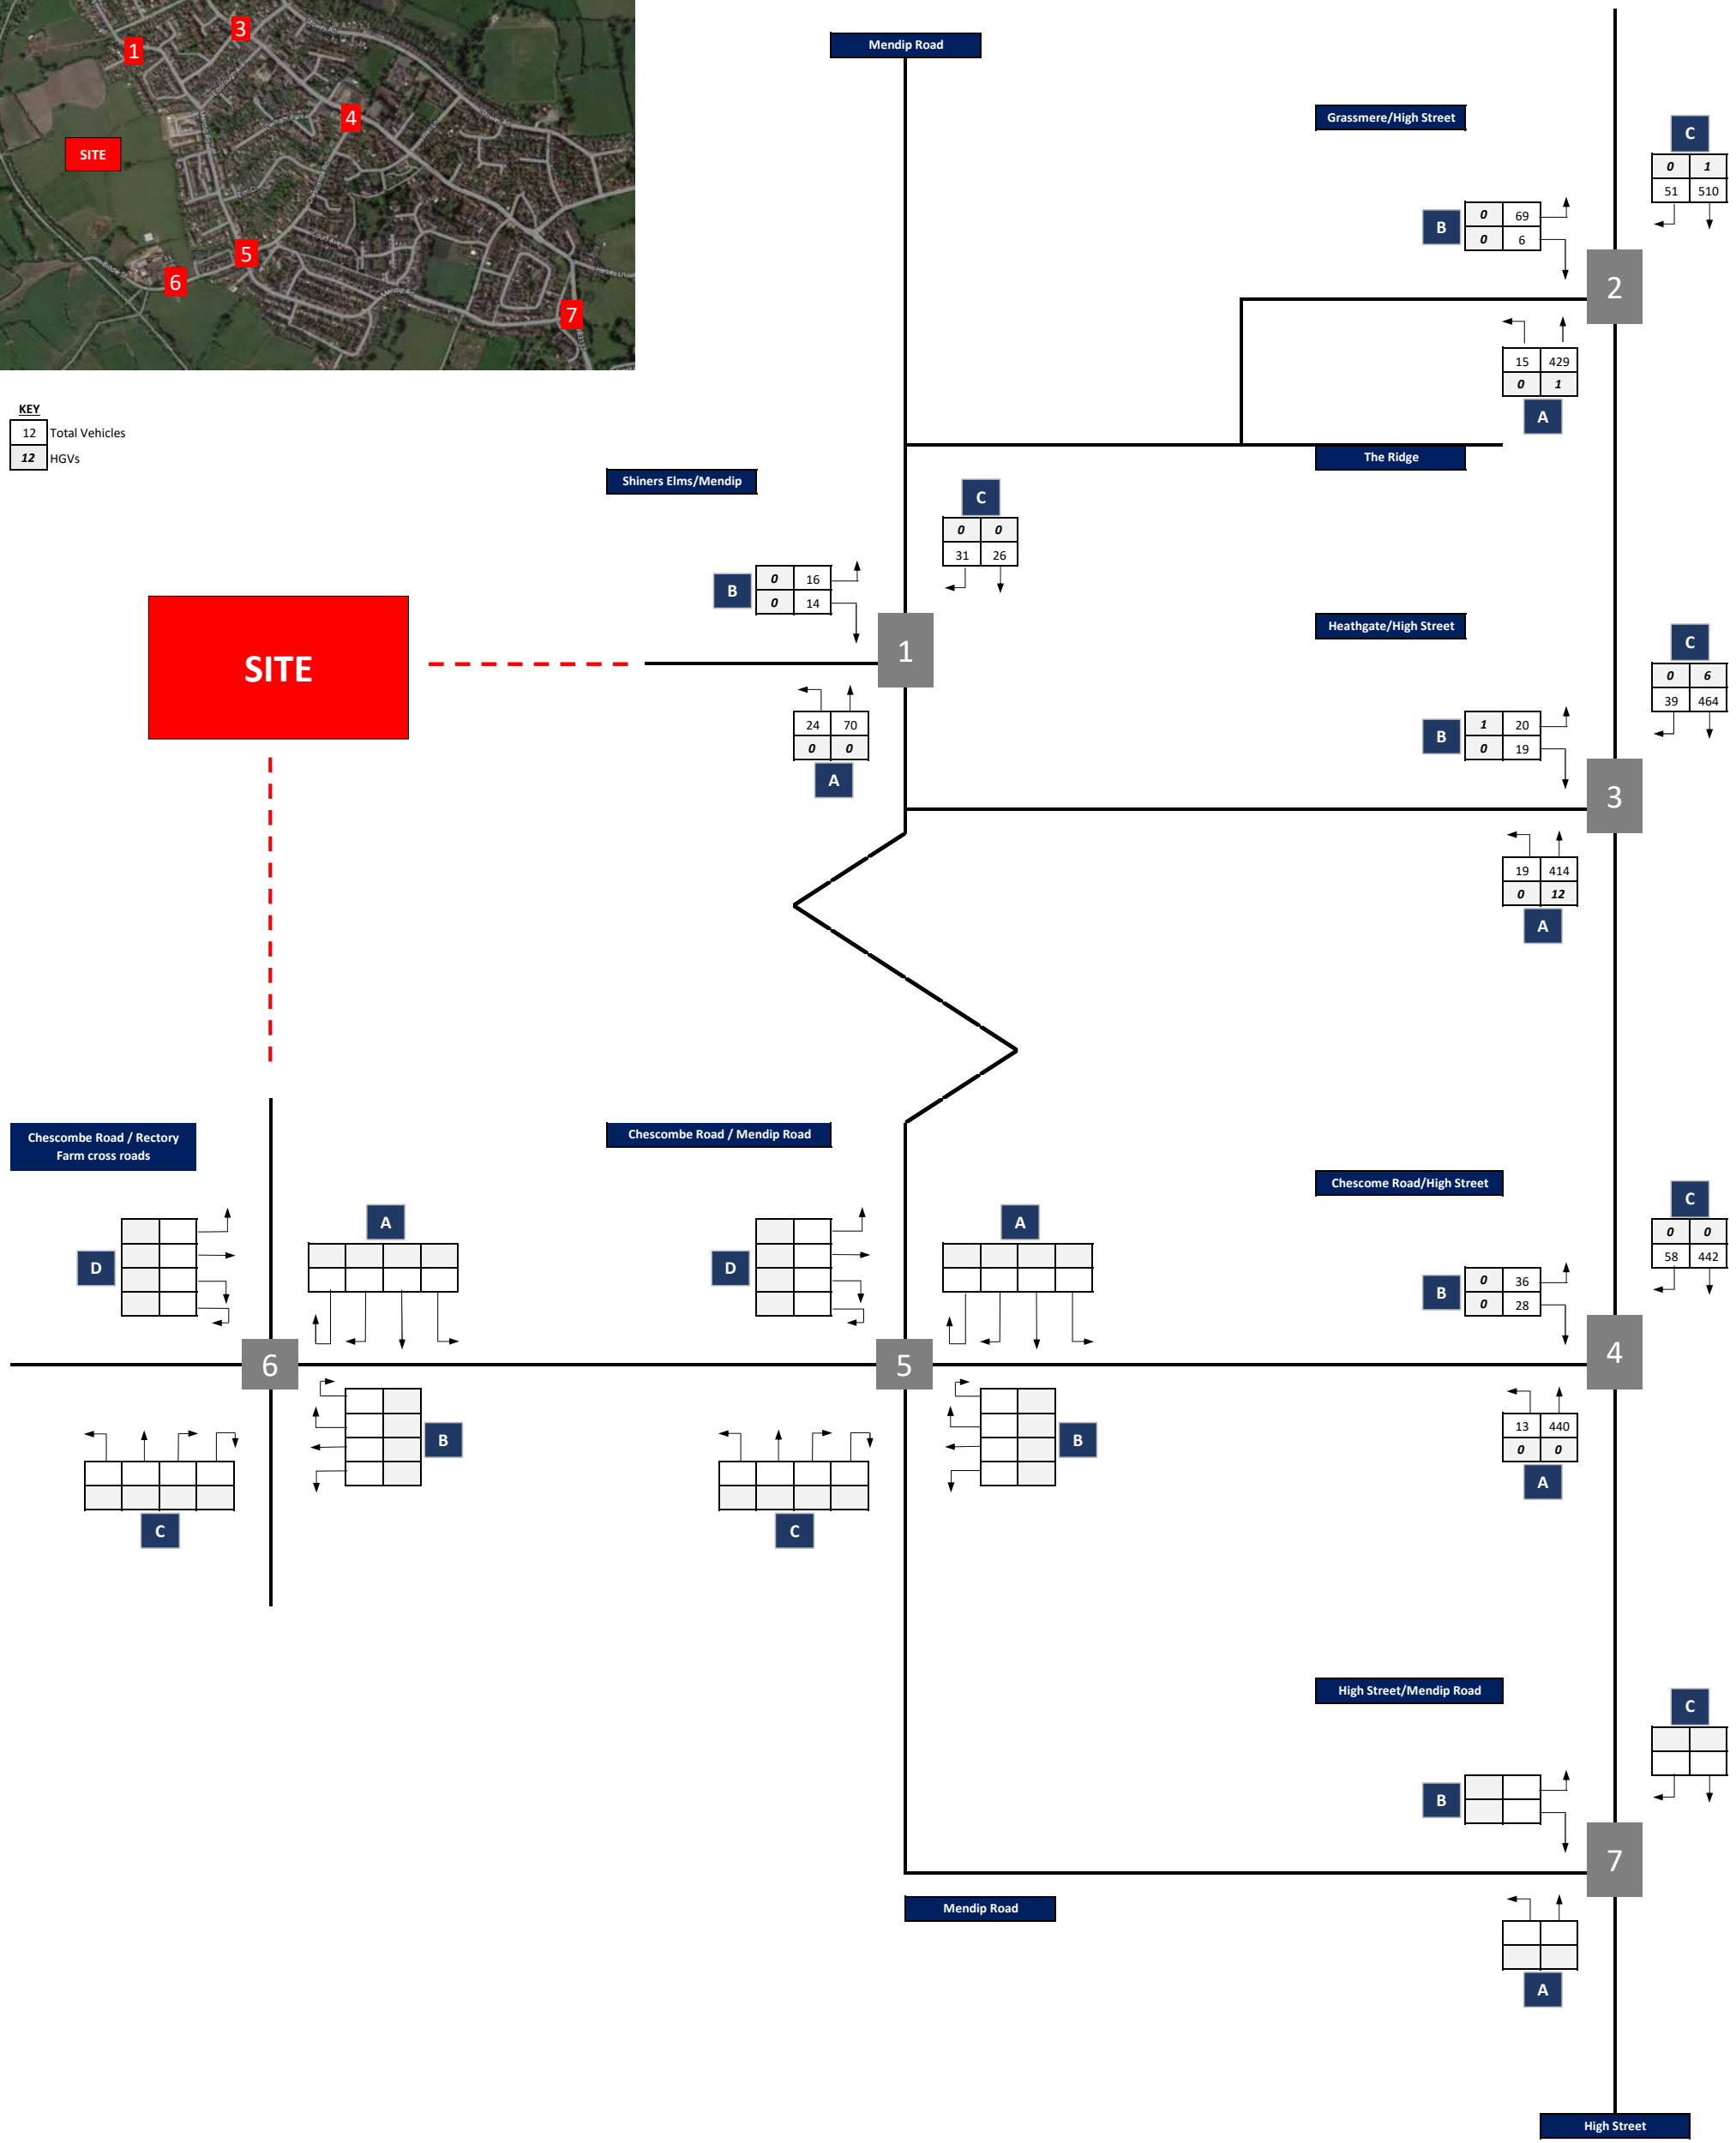 3
1
4
SITE
5
6
7
Mendip Road
Grassmere/High Street
C
0 1
51 510
B
0 69
0 6
2
15 429
0 1
A
KEY
12 Total Vehicles
12 HGVs
The Ridge
Shiners Elms/Mendip
C
0 0
31 26
B
0 16
0 14
1
24 70
0 0
A
SITE
Heathgate/High Street
C
0 6
39 464
B
1 20
0 19
3
19 414
0 12
A
Chescombe Road / Rectory
Farm cross roads
Chescombe Road / Mendip Road
Chescome Road/High Street
A
D
6
B
C
A
D
5
B
C
C
0 0
58 442
B
0 36
0 28
4
13 440
0 0
A
High Street/Mendip Road
C
B
7
Mendip Road
A
High Street